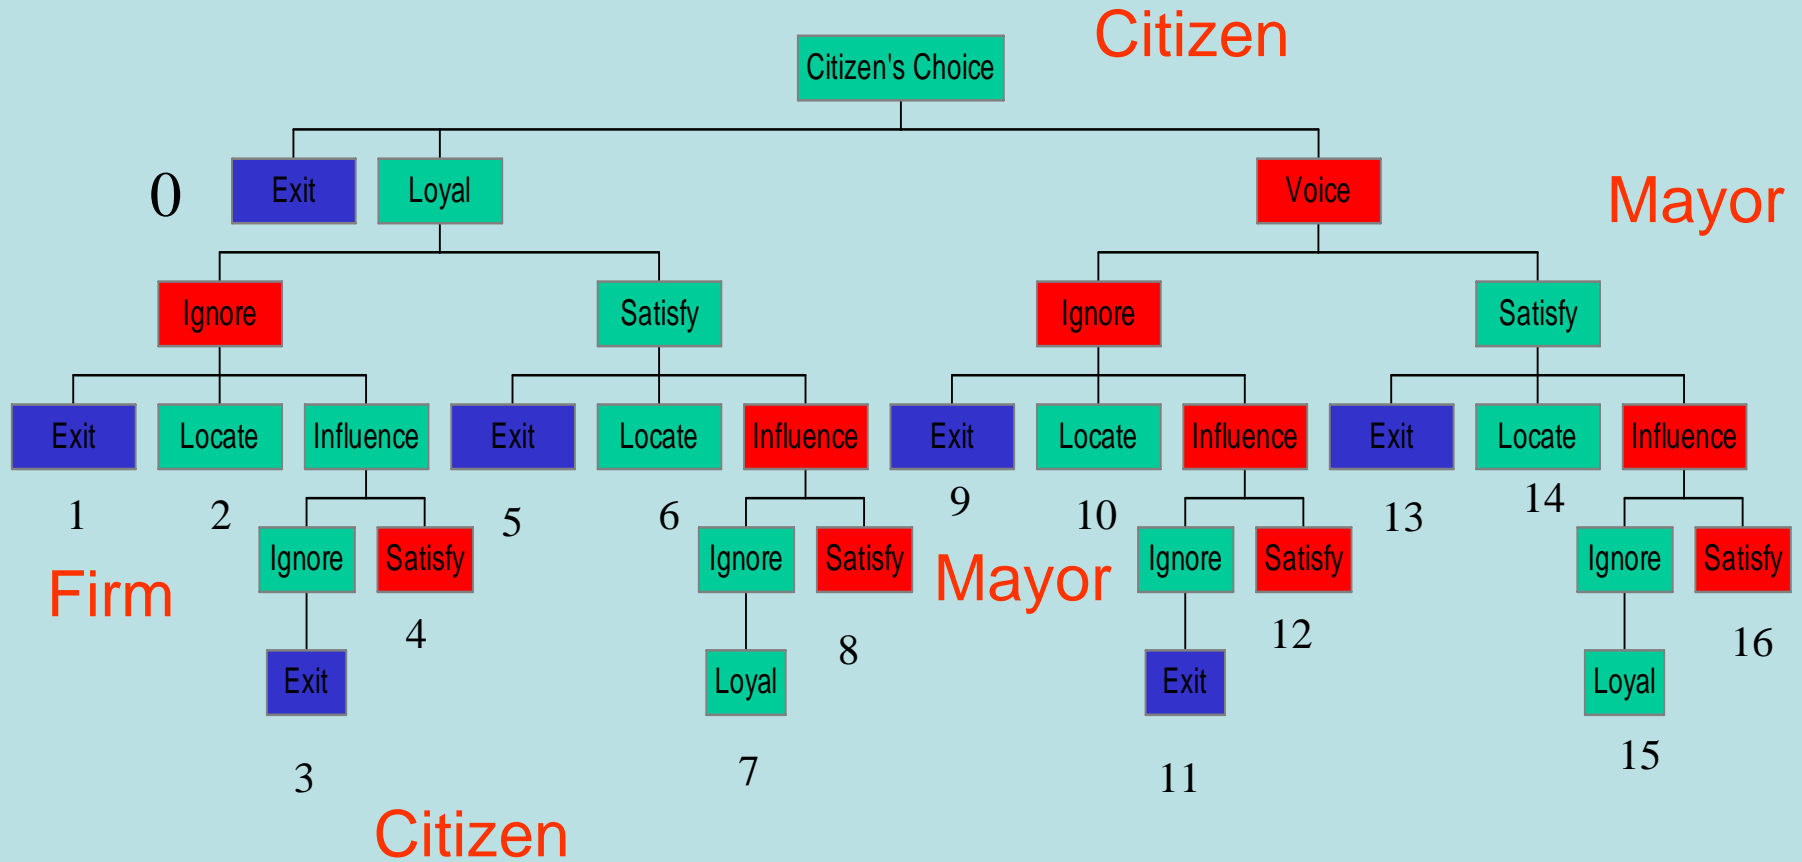 Citizen
Citizen's Choice
0 Exit Loyal Voice Mayor
Ignore Satisfy Ignore Satisfy
Exit Locate Influence Exit Locate Influence Exit Locate Influence Exit Locate Influence
1 2 5 6 9 10 13 14
Firm Ignore Satisfy Ignore Satisfy Mayor Ignore Satisfy Ignore Satisfy
4 8 12 16
Exit Loyal Exit Loyal
3 7 11 15
Citizen